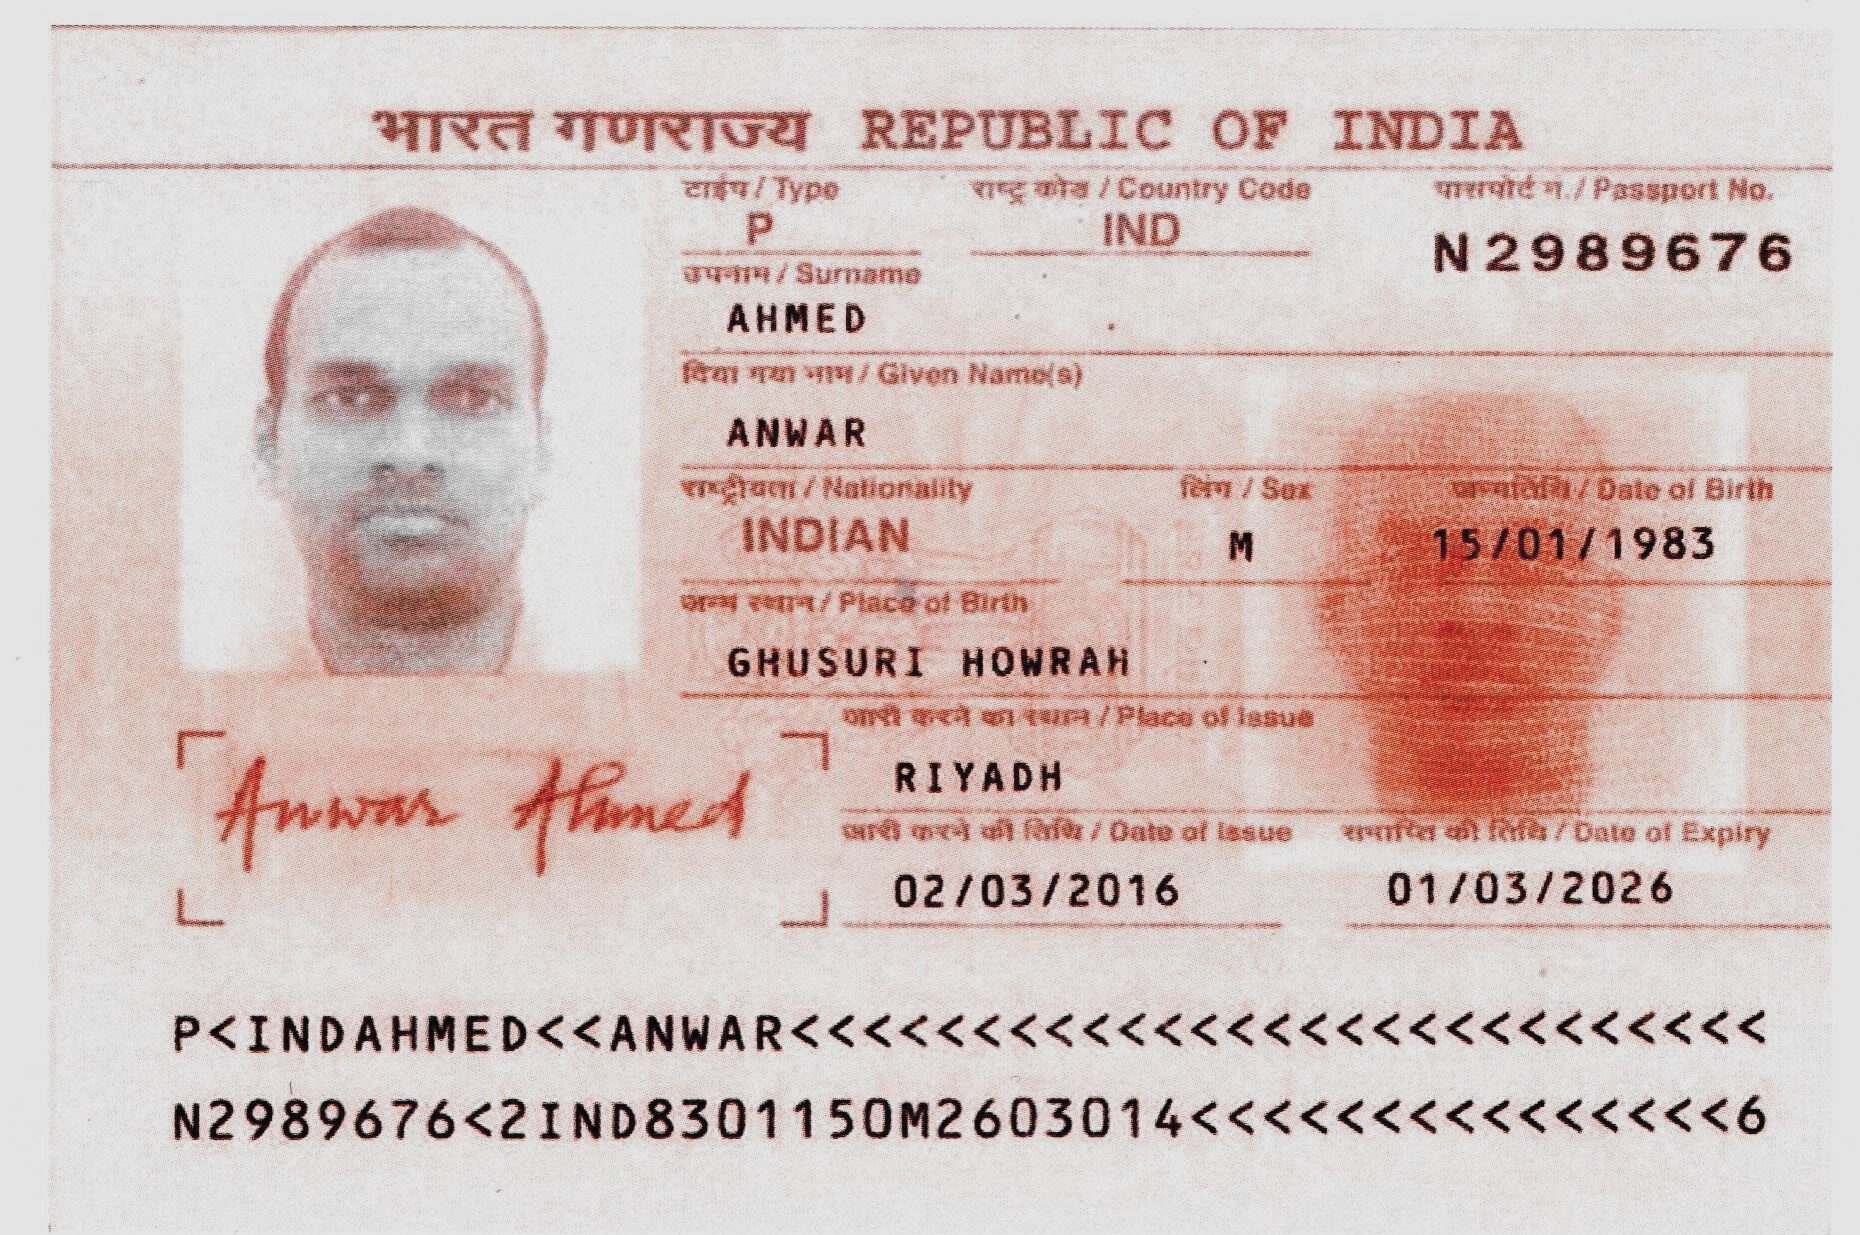 भारत गणराज्य REPUBLIC OF INDIA
टाईप / Type राष्ट्र कोड / Country Code पासपोर्ट नं. / Passport No.
P IND N2989676
उपनाम / Surname
AHMED
दिया गया नाम / Given Name(s)
ANWAR
राष्ट्रीयता / Nationality लिंग / Sex जन्मतिथि / Date of Birth
INDIAN M 15/01/1983
जन्म स्थान / Place of Birth
GHUSURI HOWRAH
जारी करने का स्थान / Place of Issue
RIYADH
Anwar Ahmed
जारी करने की तिथि / Date of Issue समाप्ति की तिथि / Date of Expiry
02/03/2016 01/03/2026
P<INDAHMED<<ANWAR<<<<<<<<<<<<<<<<<<<<<<<<<<<
N2989676<2IND8301150M2603014<<<<<<<<<<<<<<<6